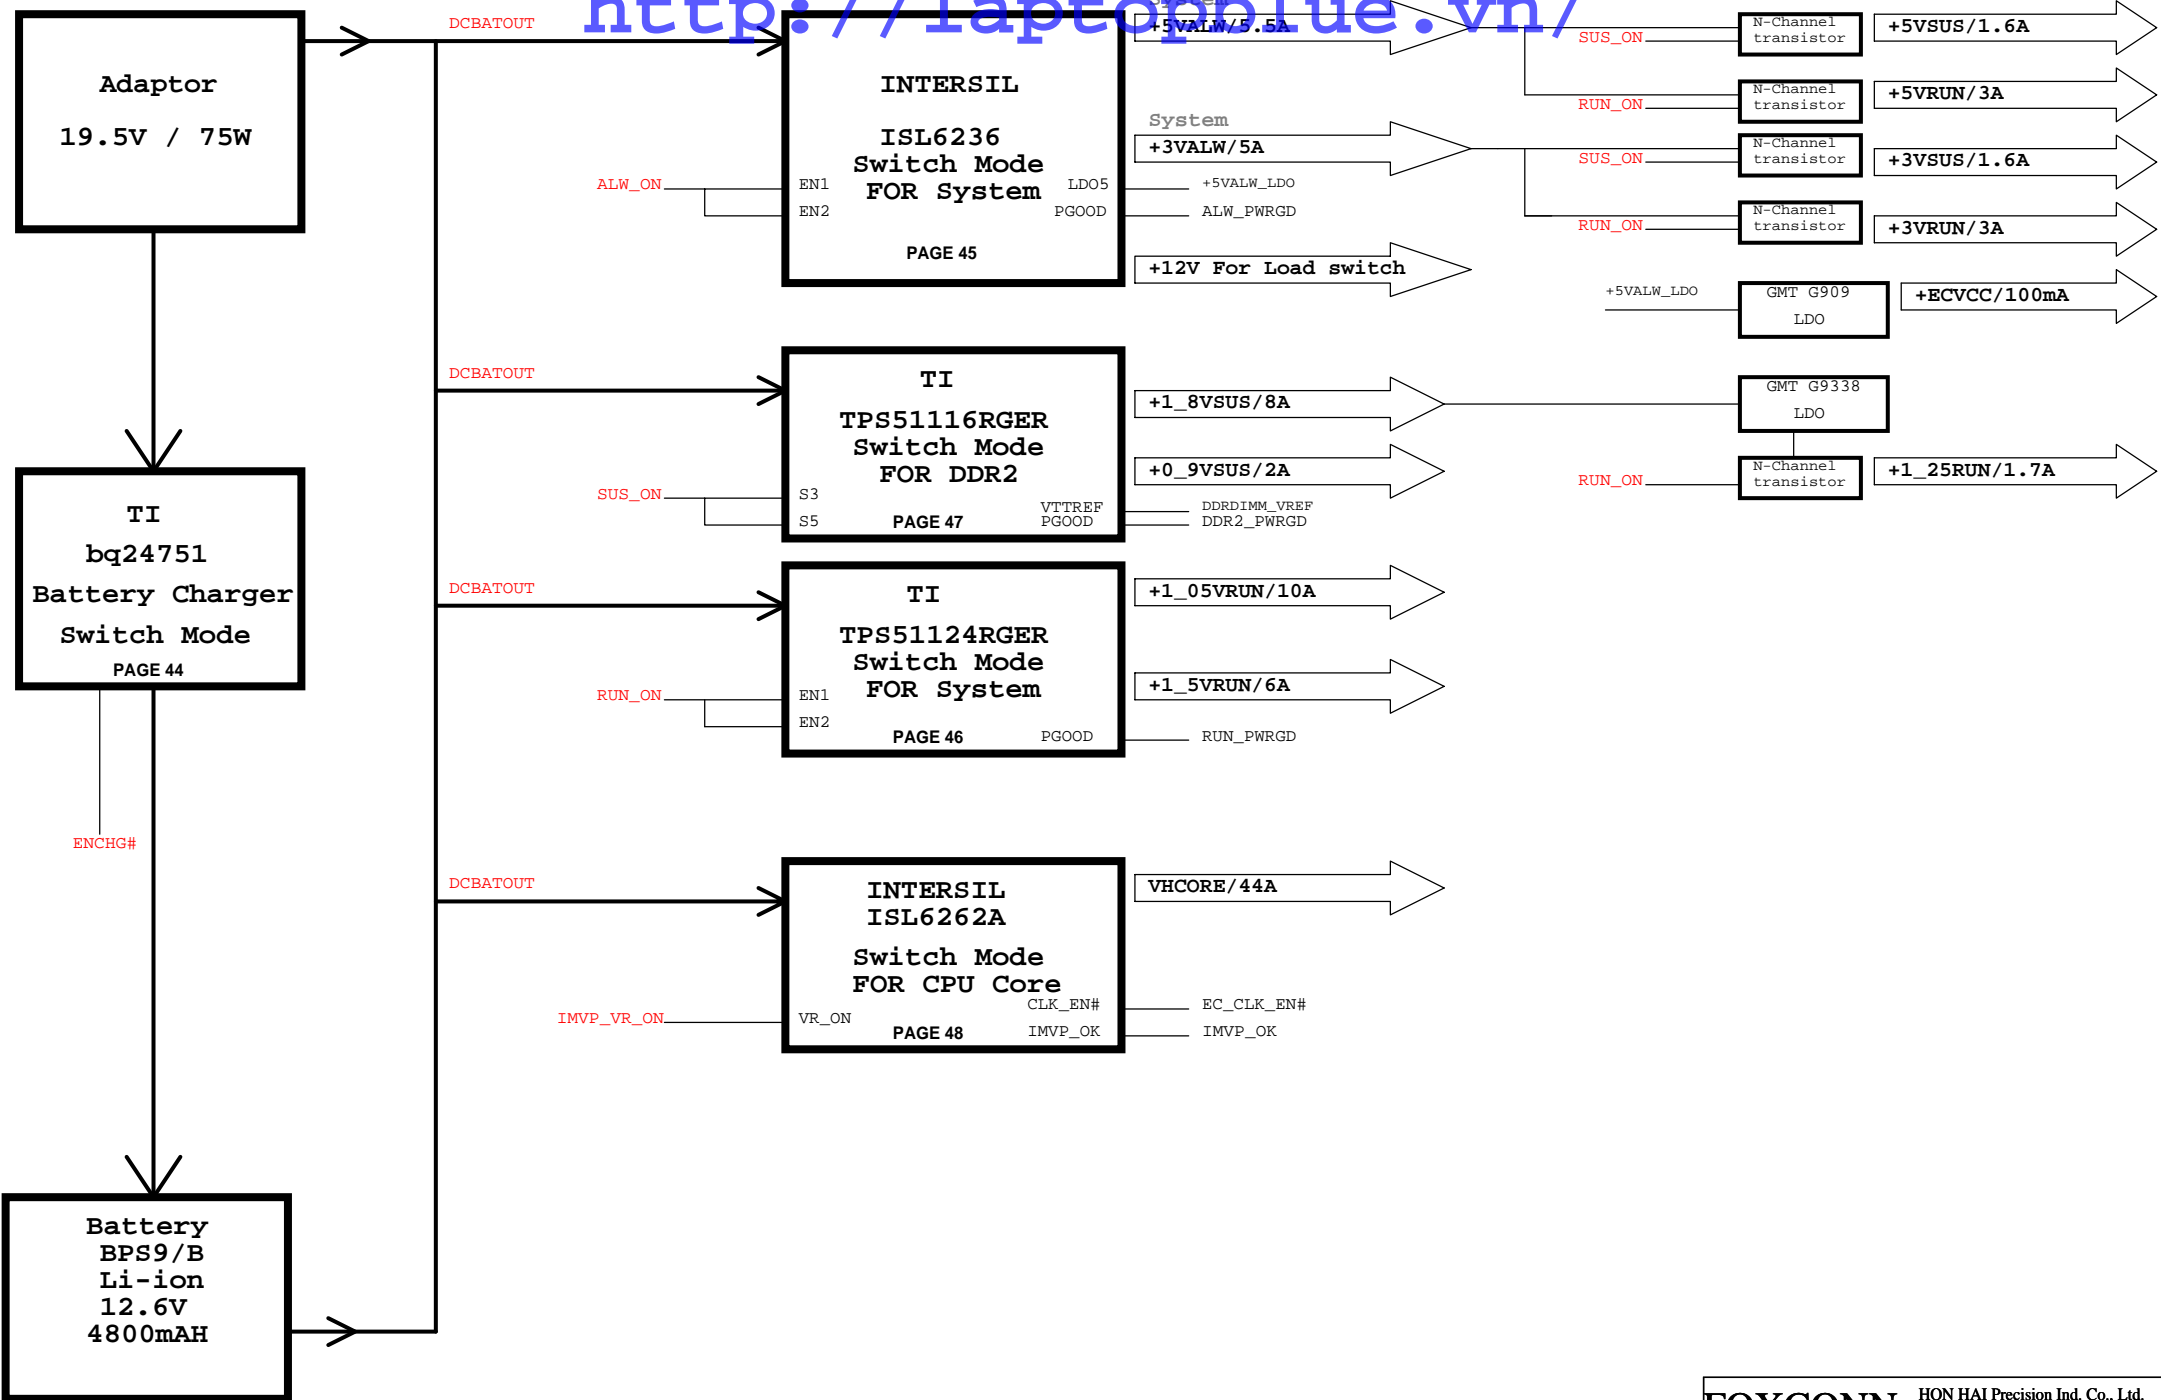 http://laptopblue.vn/
Adaptor
19.5V / 75W
TI
bq24751
Battery Charger
Switch Mode
PAGE 44
ENCHG#
Battery
BPS9/B
Li-ion
12.6V
4800mAH
DCBATOUT
INTERSIL
ISL6236
Switch Mode
FOR System
PAGE 45
ALW_ON
EN1
EN2
LDO5
PGOOD
+5VALW_LDO
ALW_PWRGD
System
+5VALW/5.5A
System
+3VALW/5A
+12V For Load switch
SUS_ON
N-Channel
transistor
+5VSUS/1.6A
RUN_ON
N-Channel
transistor
+5VRUN/3A
SUS_ON
N-Channel
transistor
+3VSUS/1.6A
RUN_ON
N-Channel
transistor
+3VRUN/3A
+5VALW_LDO
GMT G909
LDO
+ECVCC/100mA
DCBATOUT
TI
TPS51116RGER
Switch Mode
FOR DDR2
PAGE 47
SUS_ON
S3
S5
VTTREF
PGOOD
DDRDIMM_VREF
DDR2_PWRGD
+1_8VSUS/8A
+0_9VSUS/2A
GMT G9338
LDO
RUN_ON
N-Channel
transistor
+1_25RUN/1.7A
DCBATOUT
TI
TPS51124RGER
Switch Mode
FOR System
PAGE 46
RUN_ON
EN1
EN2
PGOOD
RUN_PWRGD
+1_05VRUN/10A
+1_5VRUN/6A
DCBATOUT
INTERSIL
ISL6262A
Switch Mode
FOR CPU Core
PAGE 48
IMVP_VR_ON
VR_ON
CLK_EN#
IMVP_OK
EC_CLK_EN#
IMVP_OK
VHCORE/44A
FOXCONN
HON HAI Precision Ind. Co., Ltd.